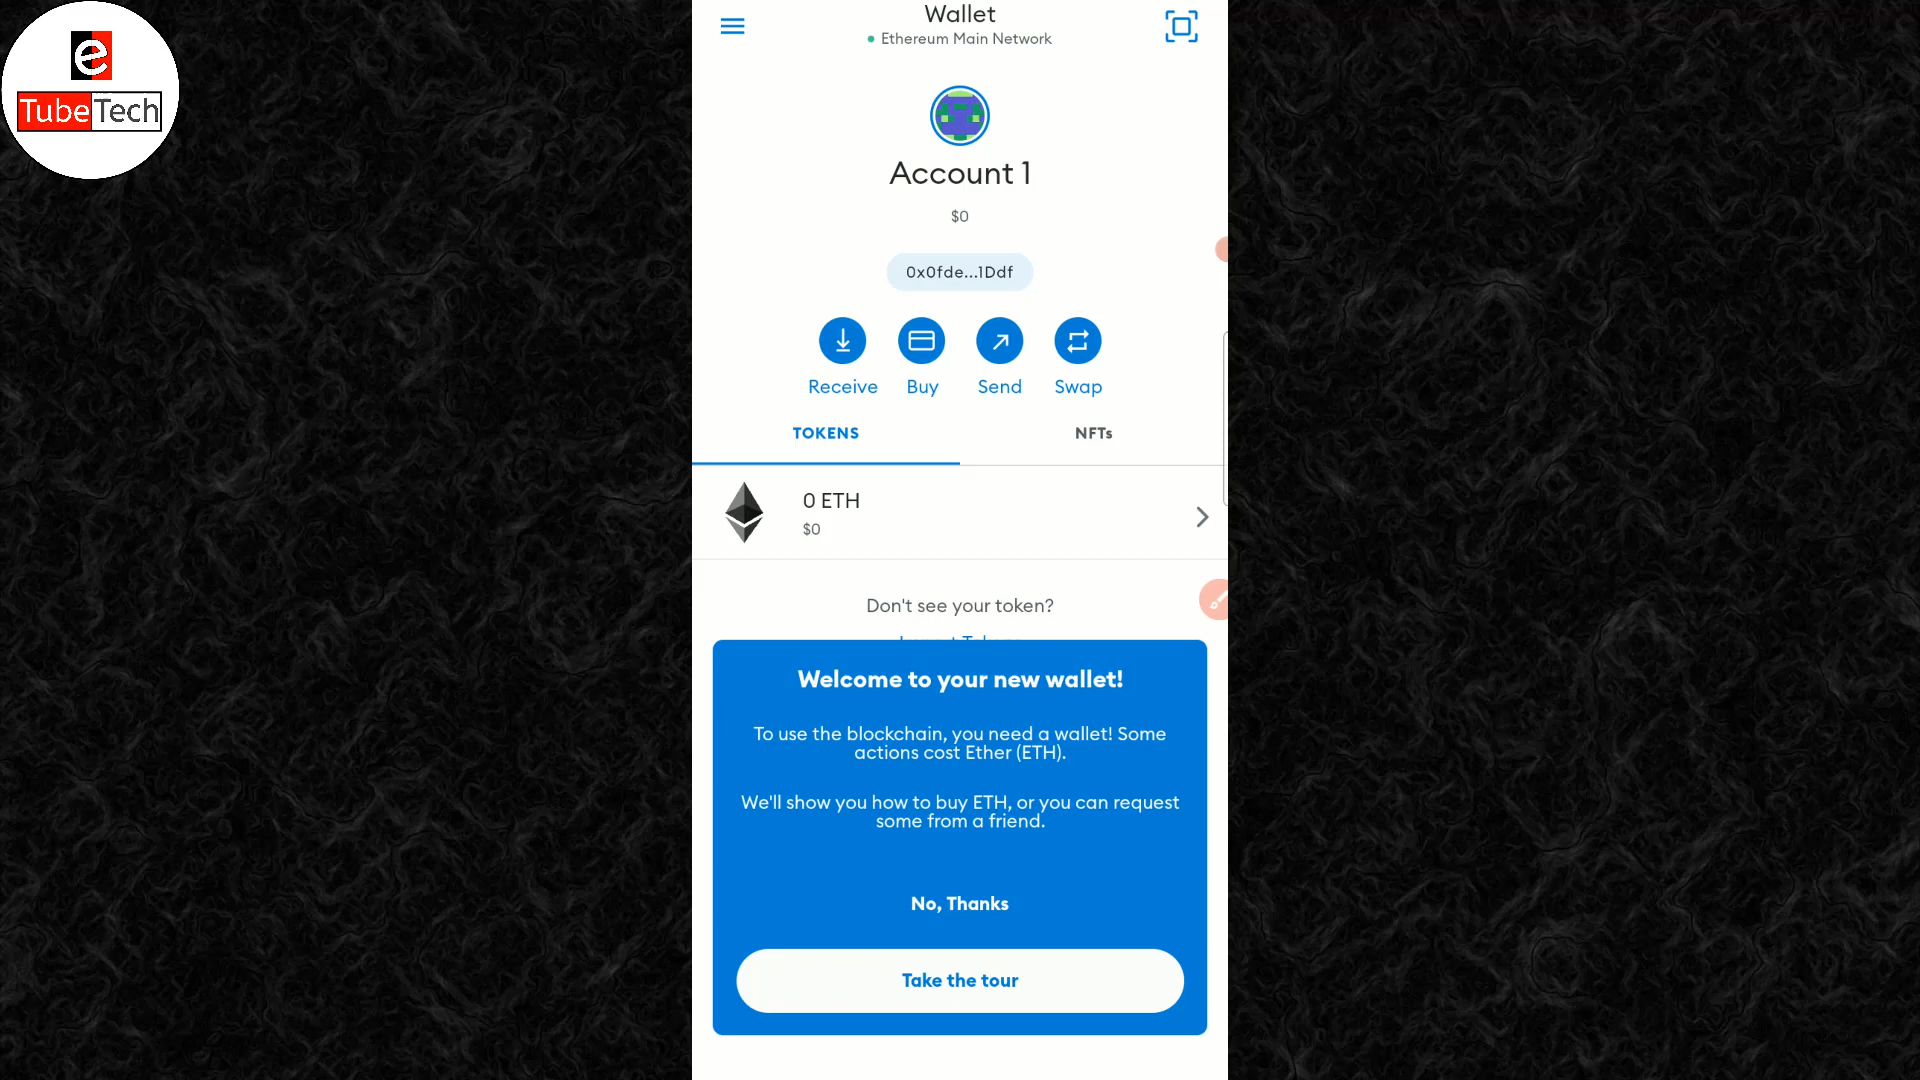 e
TubeTech
Wallet
Ethereum Main Network
Account 1
$0
0x0fde...1Ddf
Receive Buy Send Swap
TOKENS NFTs
0 ETH
$0
Don't see your token?
Welcome to your new wallet!
To use the blockchain, you need a wallet! Some
actions cost Ether (ETH).
We'll show you how to buy ETH, or you can request
some from a friend.
No, Thanks
Take the tour